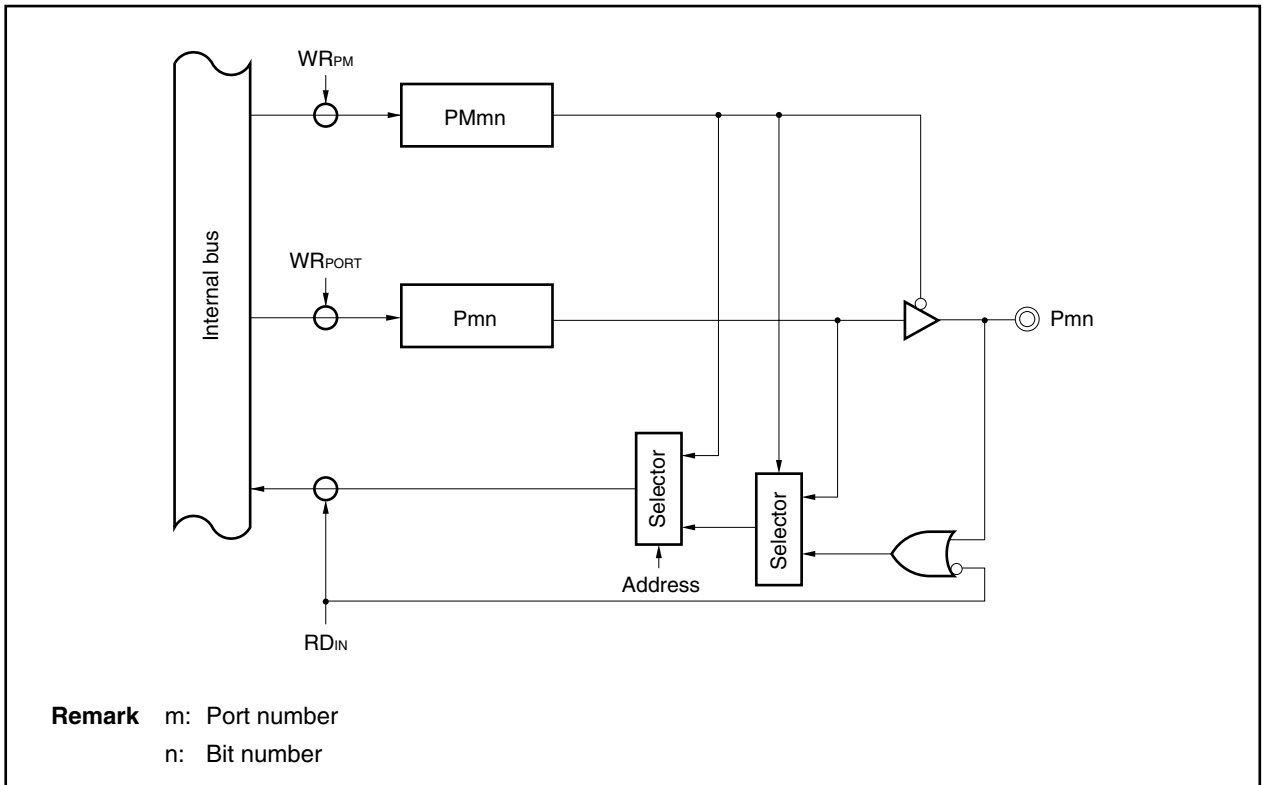 WRPM
PMmn
Internal bus
WRPORT
Pmn
Pmn
Selector
Selector
Address
RDIN
Remark m: Port number
n: Bit number